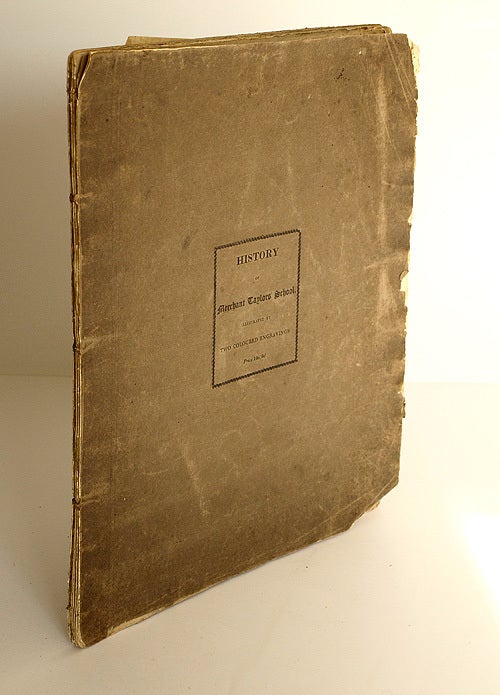 HISTORY
OF
Merchant Taylors School,
ILLUSTRATED BY
TWO COLOURED ENGRAVINGS
Price